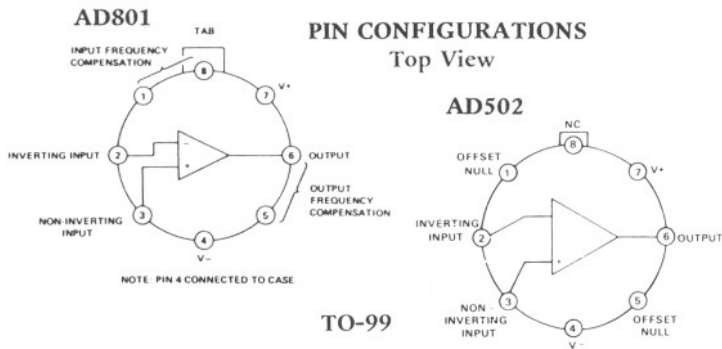 AD801
PIN CONFIGURATIONS
Top View
TAB
INPUT FREQUENCY
COMPENSATION
8
1
7
V+
INVERTING INPUT
2
-
+
6
OUTPUT
NON-INVERTING
INPUT
3
5
OUTPUT
FREQUENCY
COMPENSATION
4
V-
NOTE: PIN 4 CONNECTED TO CASE
AD502
NC
8
OFFSET
NULL
1
7
V+
INVERTING
INPUT
2
+
6
OUTPUT
NON-
INVERTING
INPUT
3
5
OFFSET
NULL
4
V-
TO-99